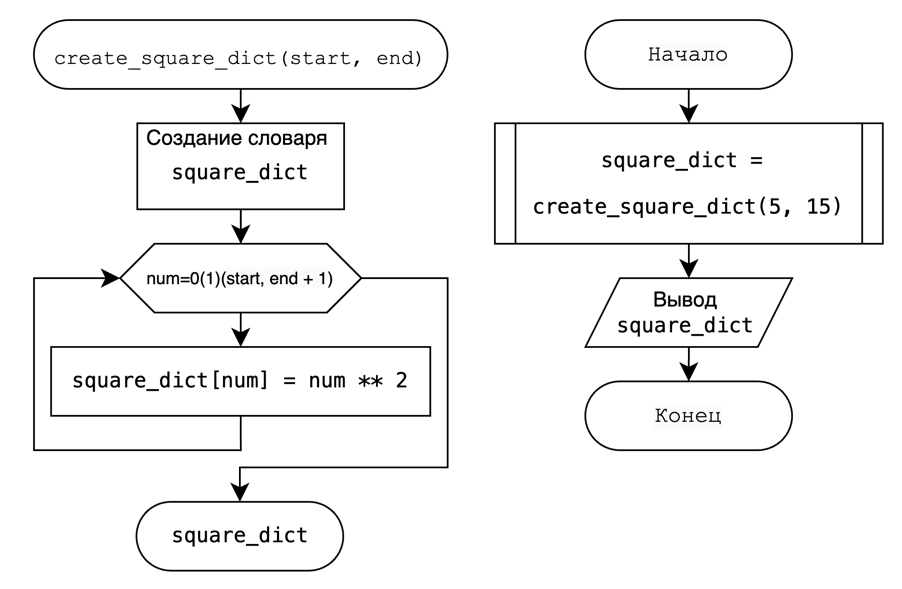 create_square_dict(start, end)
Создание словаря
square_dict
num=0(1)(start, end + 1)
square_dict[num] = num ** 2
square_dict
Начало
square_dict =
create_square_dict(5, 15)
Вывод
square_dict
Конец